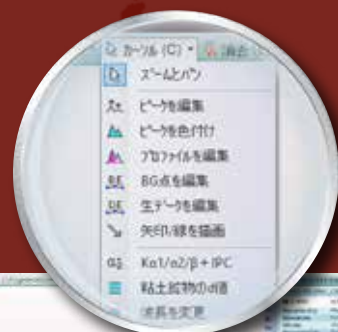 カーソル (C) 消去
ズームとパン
ピークを編集
ピークを色付け
プロファイルを編集
BG点を編集
生データを編集
矢印/線を描画
Kα1/α2/β + IPC
粘土鉱物のd値
波長を変更